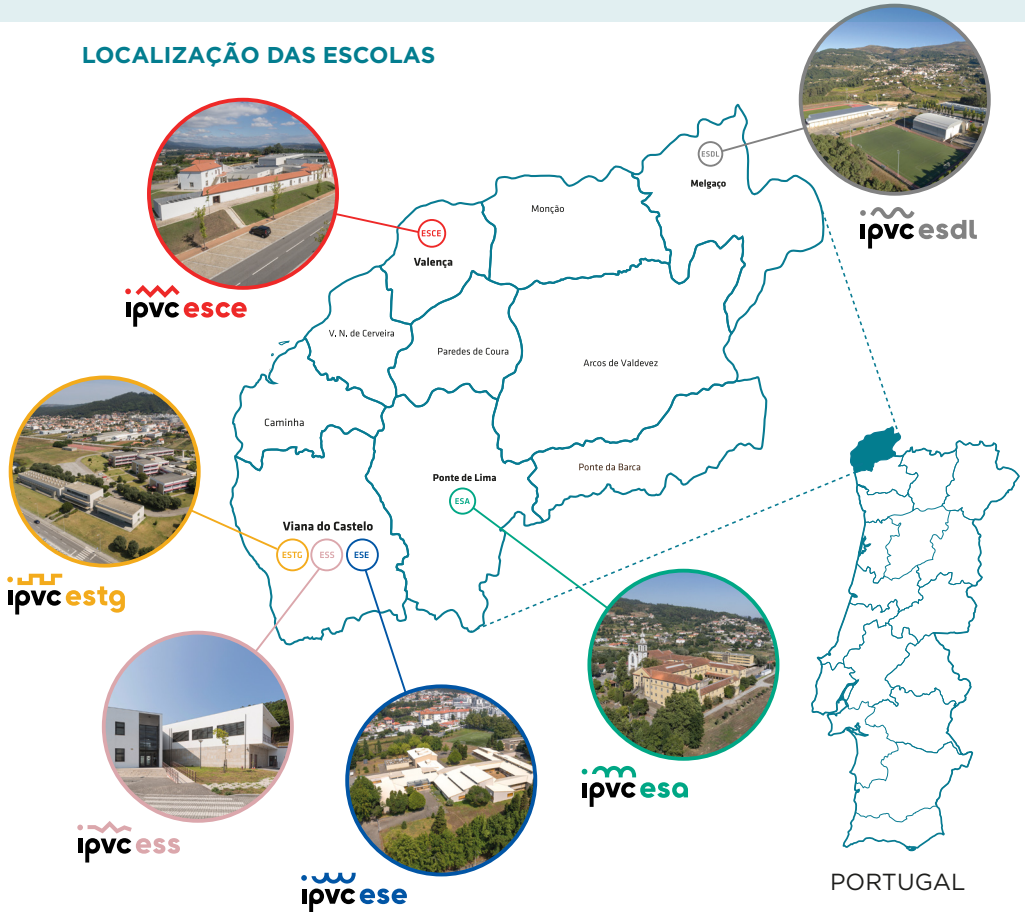 LOCALIZAÇÃO DAS ESCOLAS
ESDL
Melgaço
ipvc esdl
Monção
ESCE
Valença
ipvc esce
V. N. de Cerveira
Paredes de Coura
Arcos de Valdevez
Caminha
Ponte da Barca
Ponte de Lima
ESA
Viana do Castelo
ESTG
ESS
ESE
ipvc estg
ipvc esa
ipvc ess
ipvc ese
PORTUGAL